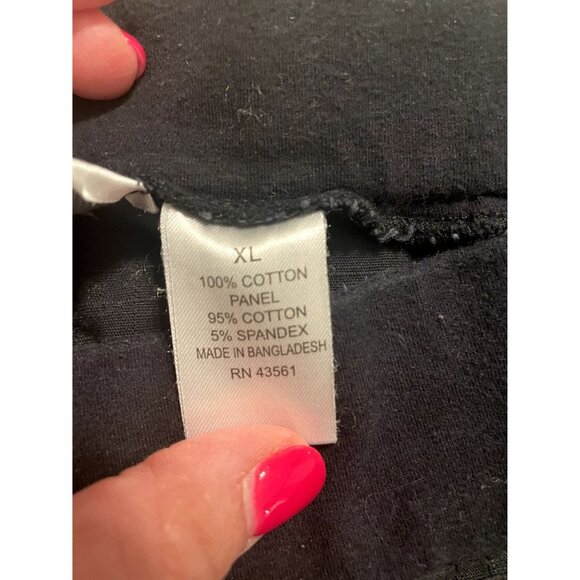 XL
100% COTTON
PANEL
95% COTTON
5% SPANDEX
MADE IN BANGLADESH
RN 43561